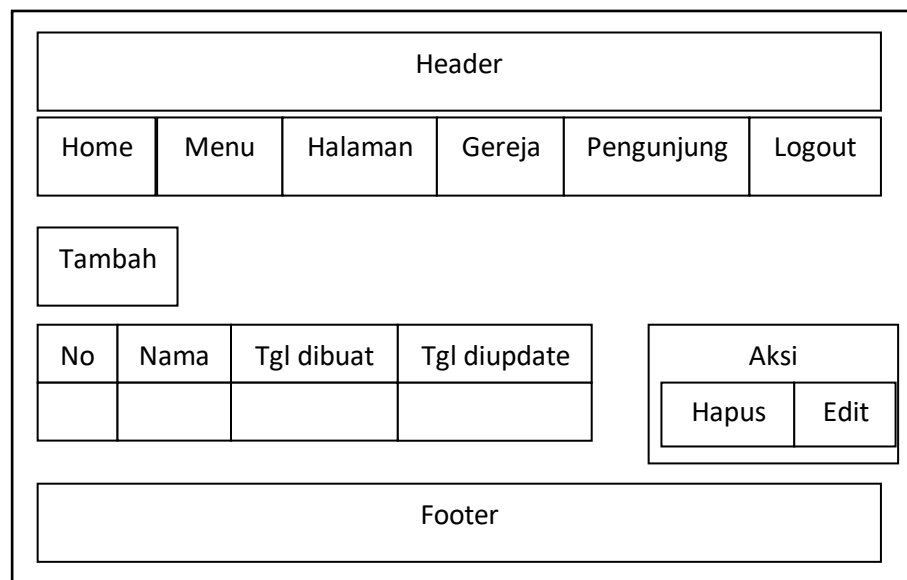 Header
Home Menu Halaman Gereja Pengunjung Logout
Tambah
No Nama Tgl dibuat Tgl diupdate Aksi
Hapus Edit
Footer